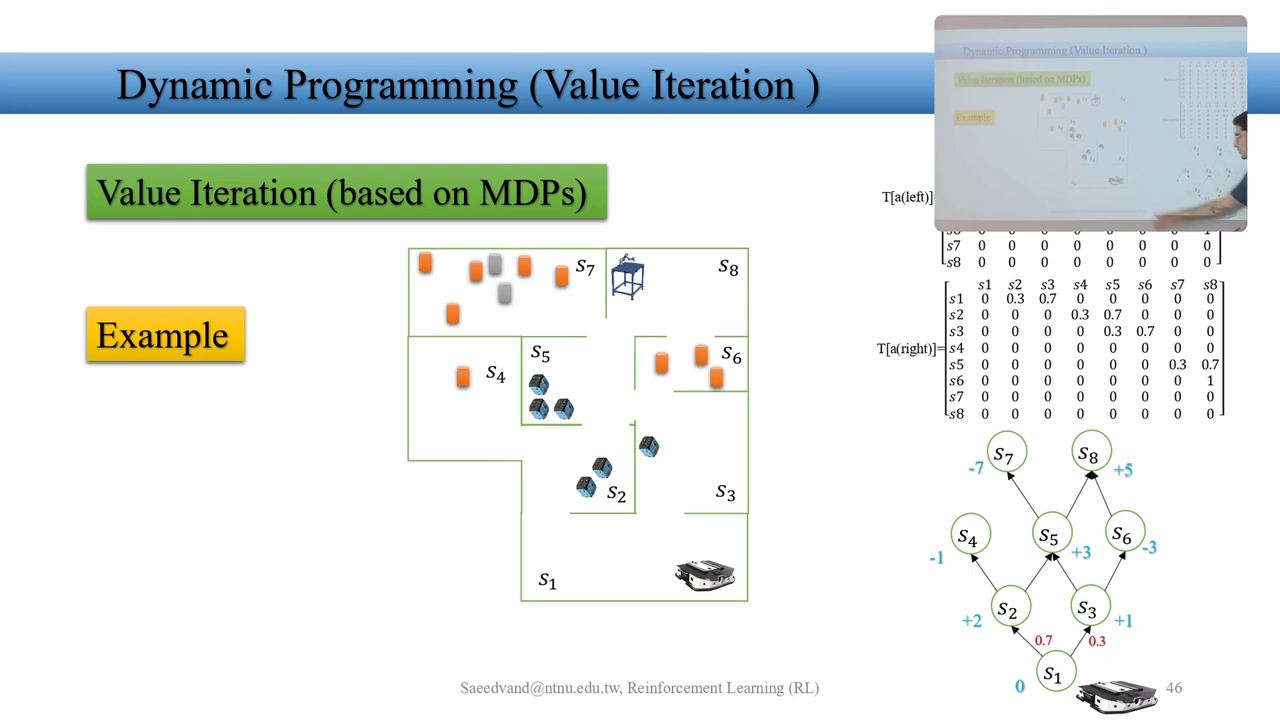 Dynamic Programming (Value Iteration )
Value Iteration (based on MDPs)
Example
Dynamic Programming (Value Iteration )
Value Iteration (based on MDPs)
Example
T[a(left)]=
s7 0 0 0 0 0 0 0 0
s8 0 0 0 0 0 0 0 0
s1 s2 s3 s4 s5 s6 s7 s8
s1 0 0.3 0.7 0 0 0 0 0
s2 0 0 0 0.3 0.7 0 0 0
s3 0 0 0 0 0.3 0.7 0 0
T[a(right)]= s4 0 0 0 0 0 0 0 0
s5 0 0 0 0 0 0 0.3 0.7
s6 0 0 0 0 0 0 0 1
s7 0 0 0 0 0 0 0 0
s8 0 0 0 0 0 0 0 0
s7 s8
s5 s6
s4
s2 s3
s1
s7 s8
-7 +5
s4 s5 s6
-1 +3 -3
s2 s3
+2 +1
0.7 0.3
s1
0
Saeedvand@ntnu.edu.tw, Reinforcement Learning (RL)
46